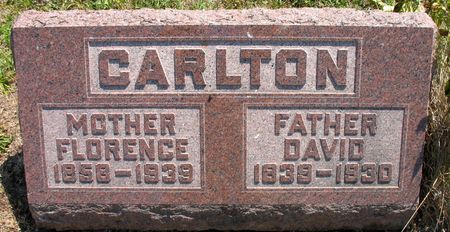 CARLTON
MOTHER
FLORENCE
1858-1939
FATHER
DAVID
1839-1930